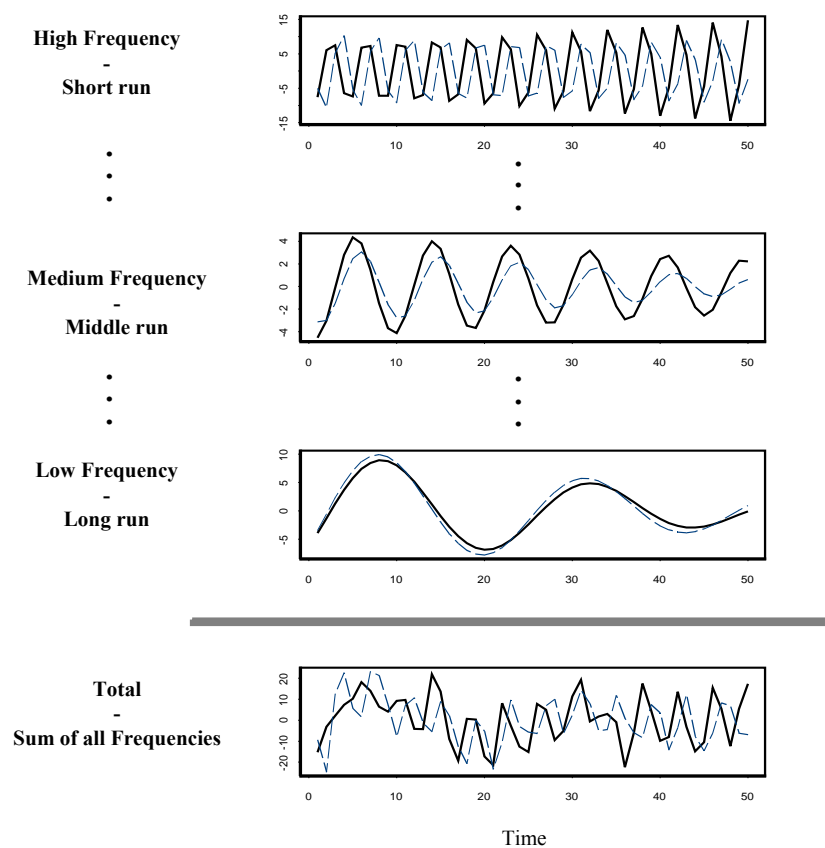 High Frequency
-
Short run
15
5
-5
-15
0 10 20 30 40 50
Medium Frequency
-
Middle run
4
2
0
-2
-4
0 10 20 30 40 50
Low Frequency
-
Long run
10
5
0
-5
0 10 20 30 40 50
Total
-
Sum of all Frequencies
20
10
0
-10
-20
0 10 20 30 40 50
Time